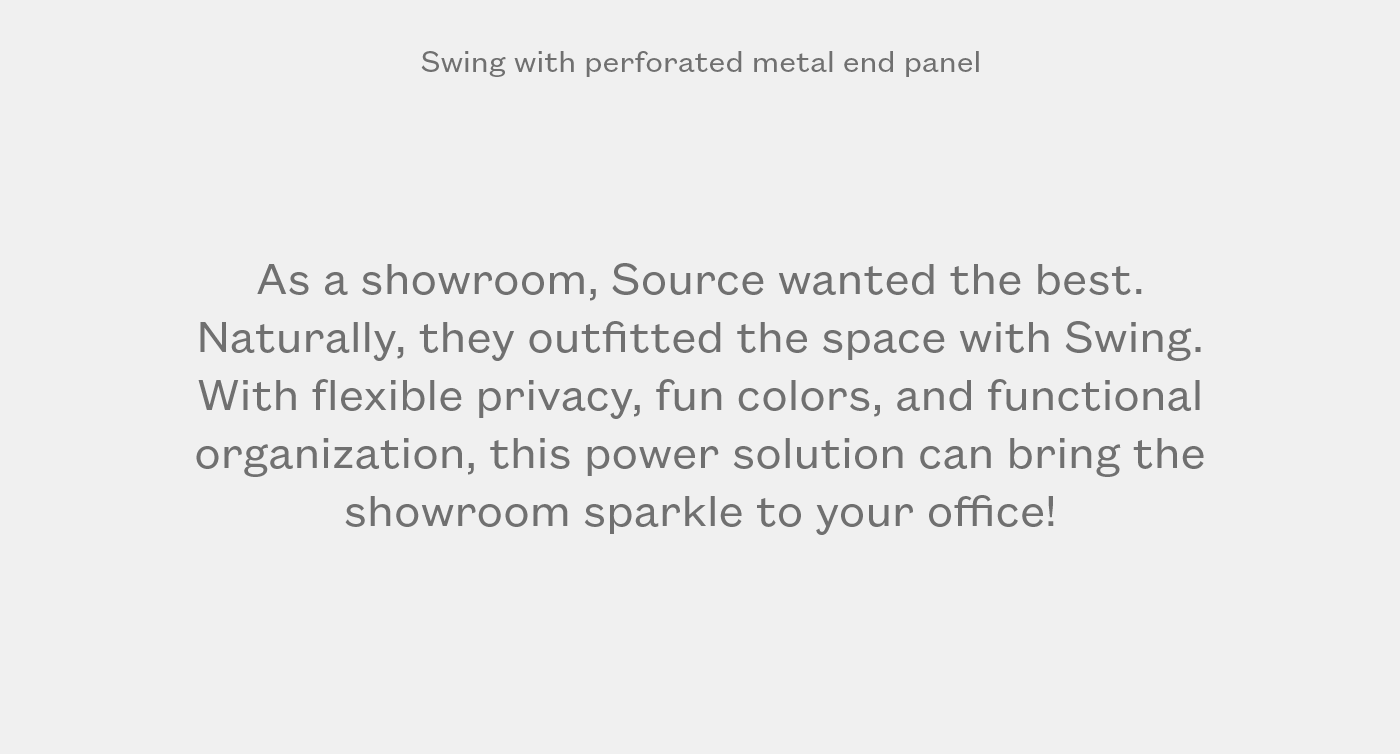 Swing with perforated metal end panel
As a showroom, Source wanted the best.
Naturally, they outfitted the space with Swing.
With flexible privacy, fun colors, and functional
organization, this power solution can bring the
showroom sparkle to your office!